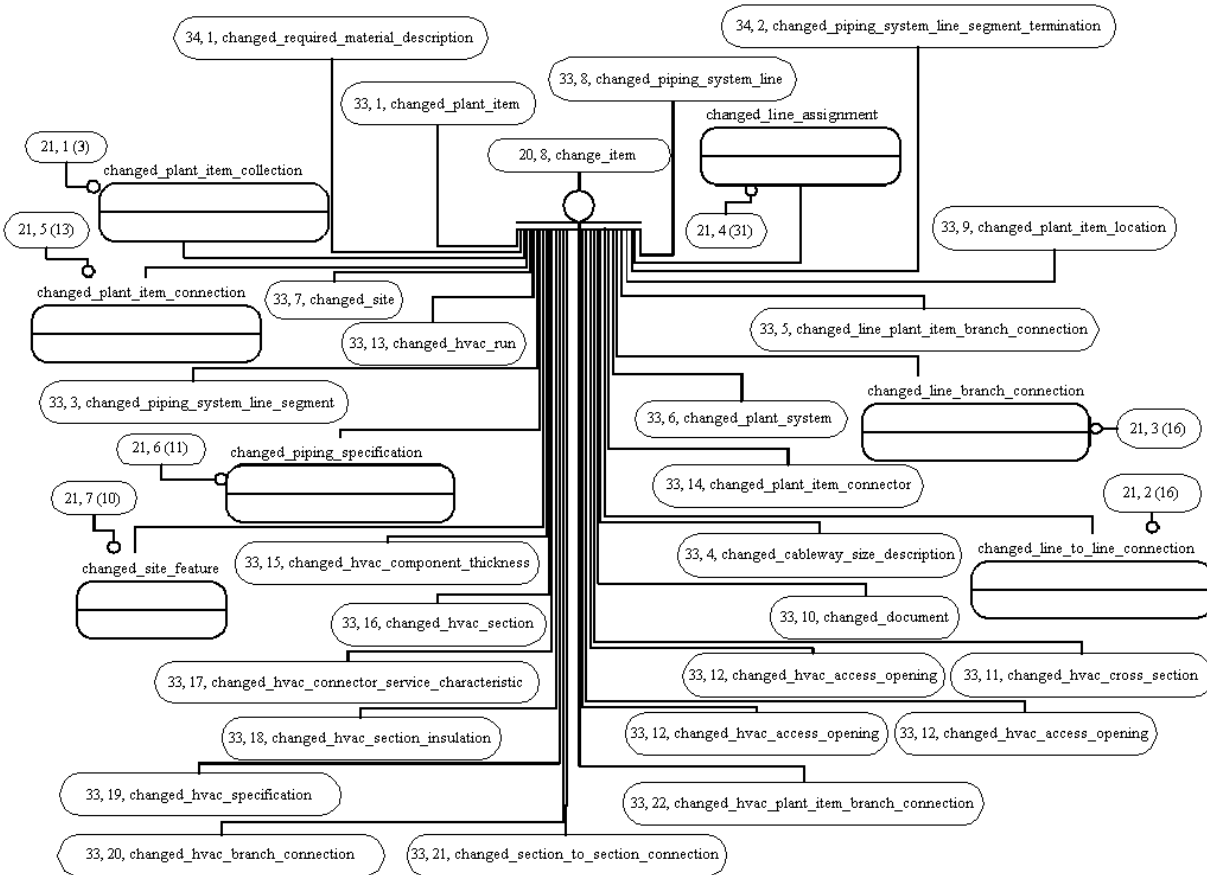 34, 1, changed_required_material_description
34, 2, changed_piping_system_line_segment_termination
33, 8, changed_piping_system_line
33, 1, changed_plant_item
changed_line_assignment
21, 1 (3)
20, 8, change_item
changed_plant_item_collection
21, 5 (13)
21, 4 (31)
33, 9, changed_plant_item_location
changed_plant_item_connection
33, 7, changed_site
33, 5, changed_line_plant_item_branch_connection
33, 13, changed_hvac_run
changed_line_branch_connection
33, 3, changed_piping_system_line_segment
33, 6, changed_plant_system
21, 3 (16)
21, 6 (11)
changed_piping_specification
33, 14, changed_plant_item_connector
21, 7 (10)
21, 2 (16)
33, 4, changed_cableway_size_description
changed_line_to_line_connection
33, 15, changed_hvac_component_thickness
changed_site_feature
33, 10, changed_document
33, 16, changed_hvac_section
33, 17, changed_hvac_connector_service_characteristic
33, 12, changed_hvac_access_opening
33, 11, changed_hvac_cross_section
33, 18, changed_hvac_section_insulation
33, 12, changed_hvac_access_opening
33, 12, changed_hvac_access_opening
33, 19, changed_hvac_specification
33, 22, changed_hvac_plant_item_branch_connection
33, 20, changed_hvac_branch_connection
33, 21, changed_section_to_section_connection